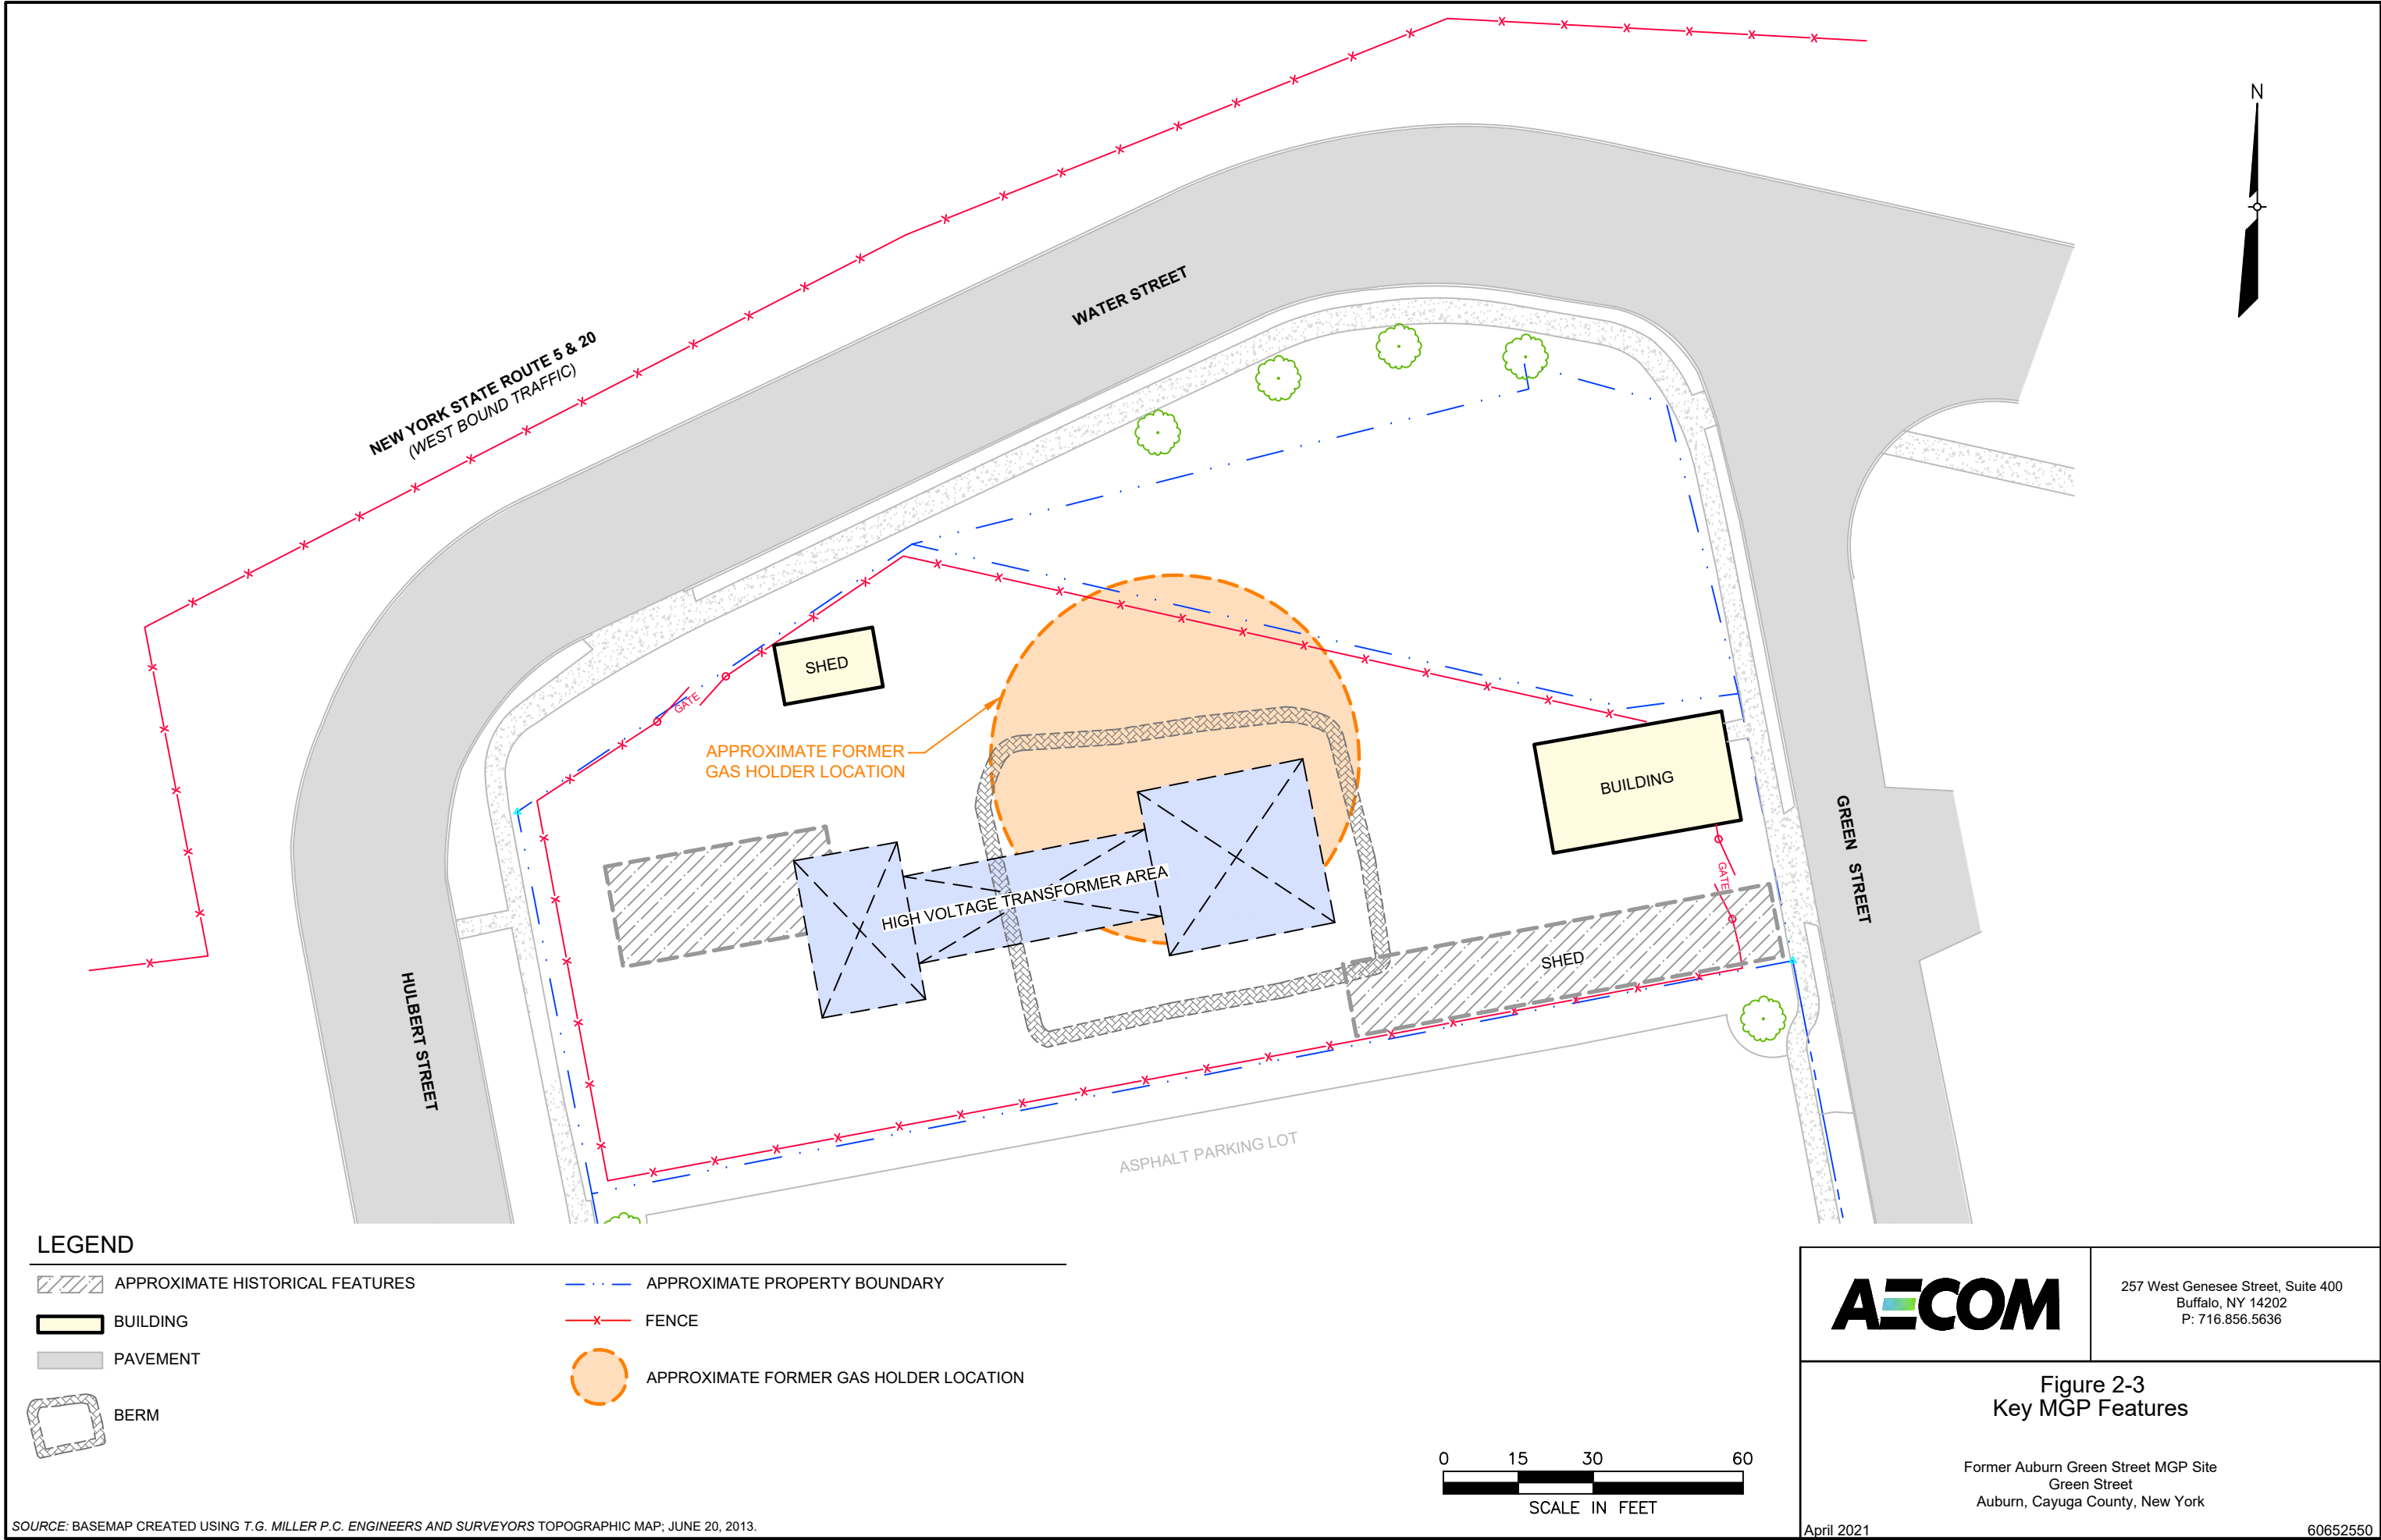 N
WATER STREET
NEW YORK STATE ROUTE 5 & 20
(WEST BOUND TRAFFIC)
SHED
GATE
APPROXIMATE FORMER
GAS HOLDER LOCATION
BUILDING
GREEN STREET
GATE
HIGH VOLTAGE TRANSFORMER AREA
SHED
HULBERT STREET
ASPHALT PARKING LOT
LEGEND
APPROXIMATE HISTORICAL FEATURES
BUILDING
PAVEMENT
BERM
APPROXIMATE PROPERTY BOUNDARY
FENCE
APPROXIMATE FORMER GAS HOLDER LOCATION
0 15 30 60
SCALE IN FEET
AECOM
257 West Genesee Street, Suite 400
Buffalo, NY 14202
P: 716.856.5636
Figure 2-3
Key MGP Features
Former Auburn Green Street MGP Site
Green Street
Auburn, Cayuga County, New York
April 2021
60652550
SOURCE: BASEMAP CREATED USING T.G. MILLER P.C. ENGINEERS AND SURVEYORS TOPOGRAPHIC MAP; JUNE 20, 2013.